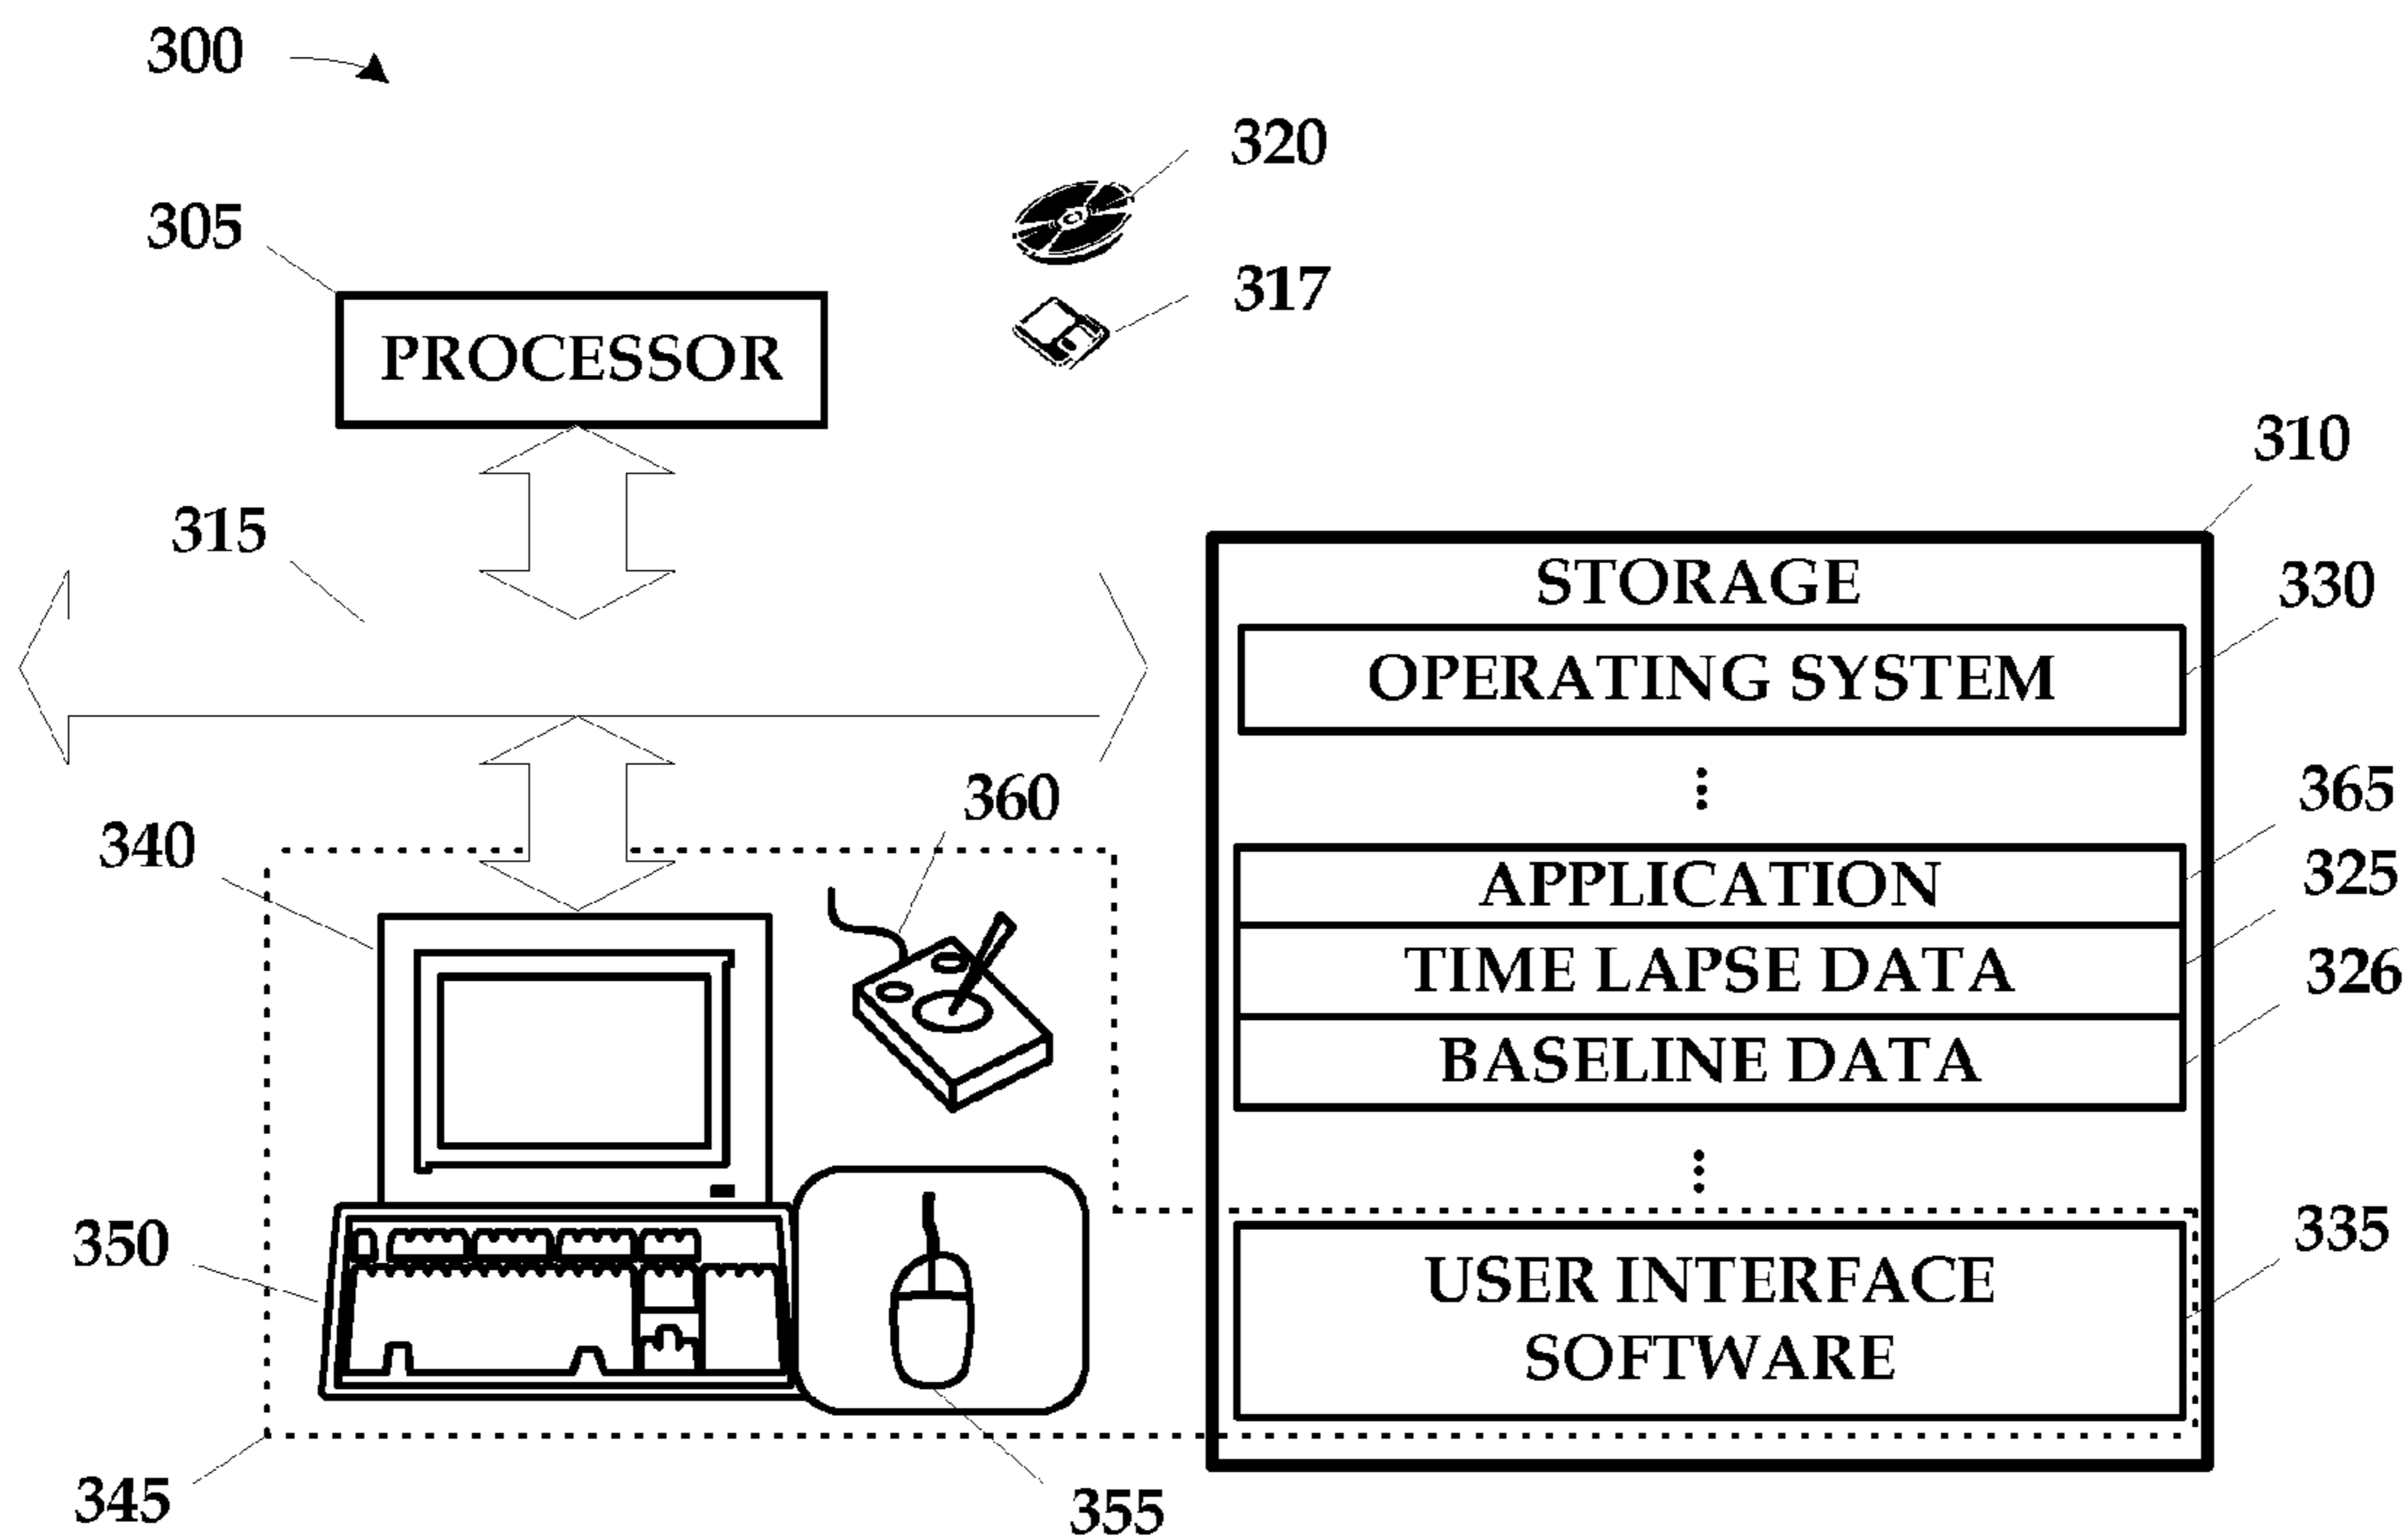 300
320
305
317
PROCESSOR
310
315
STORAGE
330
OPERATING SYSTEM
360
365
340
APPLICATION
325
TIME LAPSE DATA
326
BASELINE DATA
350
335
USER INTERFACE
SOFTWARE
345
355